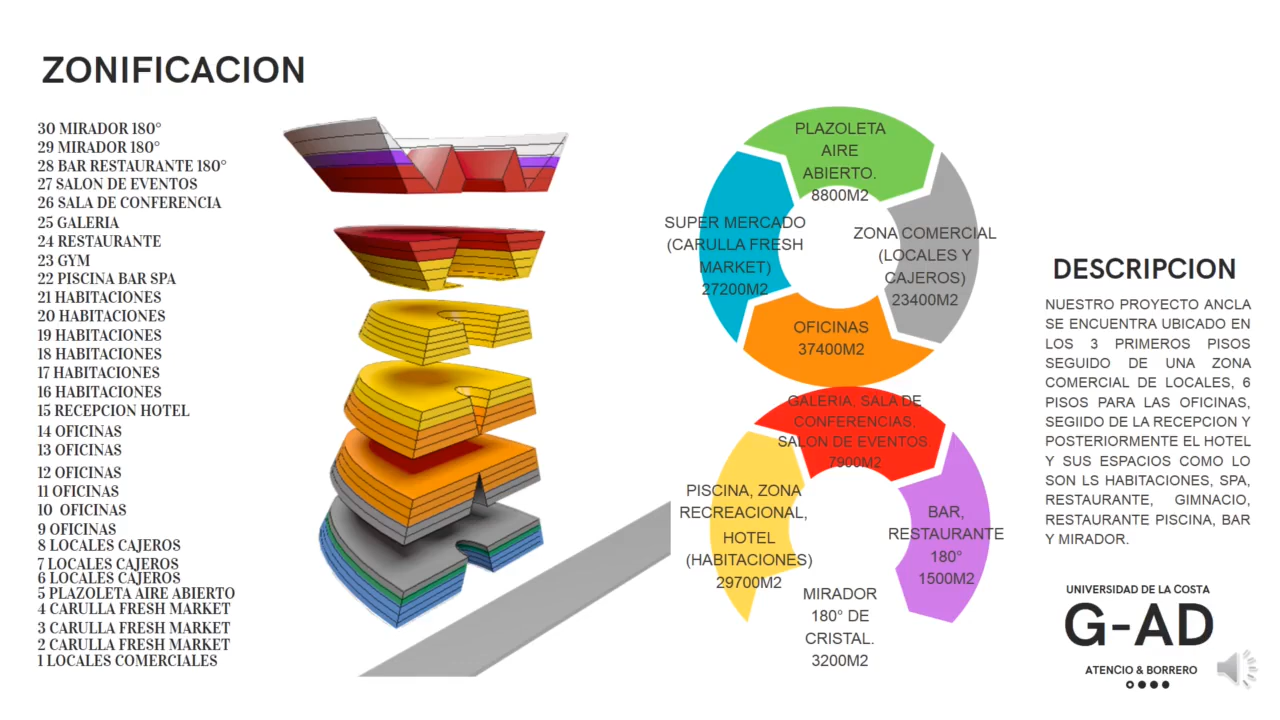 ZONIFICACION
30 MIRADOR 180°
29 MIRADOR 180°
28 BAR RESTAURANTE 180°
27 SALON DE EVENTOS
26 SALA DE CONFERENCIA
25 GALERIA
24 RESTAURANTE
23 GYM
22 PISCINA BAR SPA
21 HABITACIONES
20 HABITACIONES
19 HABITACIONES
18 HABITACIONES
17 HABITACIONES
16 HABITACIONES
15 RECEPCION HOTEL
14 OFICINAS
13 OFICINAS
12 OFICINAS
11 OFICINAS
10 OFICINAS
9 OFICINAS
8 LOCALES CAJEROS
7 LOCALES CAJEROS
6 LOCALES CAJEROS
5 PLAZOLETA AIRE ABIERTO
4 CARULLA FRESH MARKET
3 CARULLA FRESH MARKET
2 CARULLA FRESH MARKET
1 LOCALES COMERCIALES
PLAZOLETA
AIRE
ABIERTO.
8800M2
SUPER MERCADO
(CARULLA FRESH
MARKET)
27200M2
ZONA COMERCIAL
(LOCALES Y
CAJEROS)
23400M2
OFICINAS
37400M2
GALERIA, SALA DE
CONFERENCIAS,
SALON DE EVENTOS
7900M2
PISCINA, ZONA
RECREACIONAL,
HOTEL
(HABITACIONES)
29700M2
BAR,
RESTAURANTE
180°
1500M2
MIRADOR
180° DE
CRISTAL.
3200M2
DESCRIPCION
NUESTRO PROYECTO ANCLA
SE ENCUENTRA UBICADO EN
LOS 3 PRIMEROS PISOS
SEGUIDO DE UNA ZONA
COMERCIAL DE LOCALES, 6
PISOS PARA LAS OFICINAS,
SEGIIDO DE LA RECEPCION Y
POSTERIORMENTE EL HOTEL
Y SUS ESPACIOS COMO LO
SON LS HABITACIONES, SPA,
RESTAURANTE, GIMNACIO,
RESTAURANTE PISCINA, BAR
Y MIRADOR.
UNIVERSIDAD DE LA COSTA
G-AD
ATENCIO & BORRERO